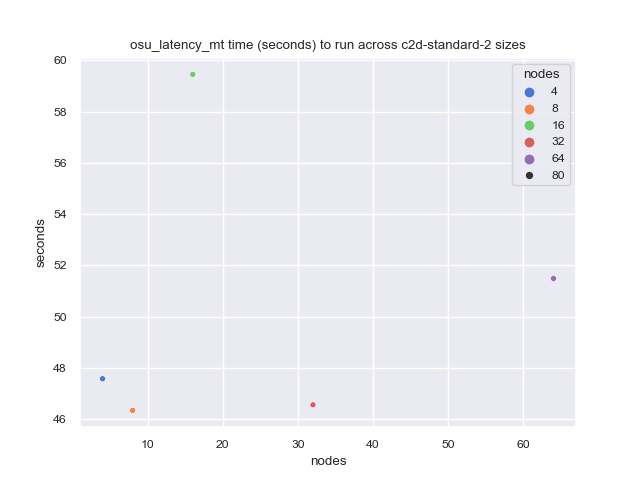 osu_latency_mt time (seconds) to run across c2d-standard-2 sizes
60
58
56
54
52
50
48
46
seconds
10 20 30 40 50 60
nodes
nodes
4
8
16
32
64
80